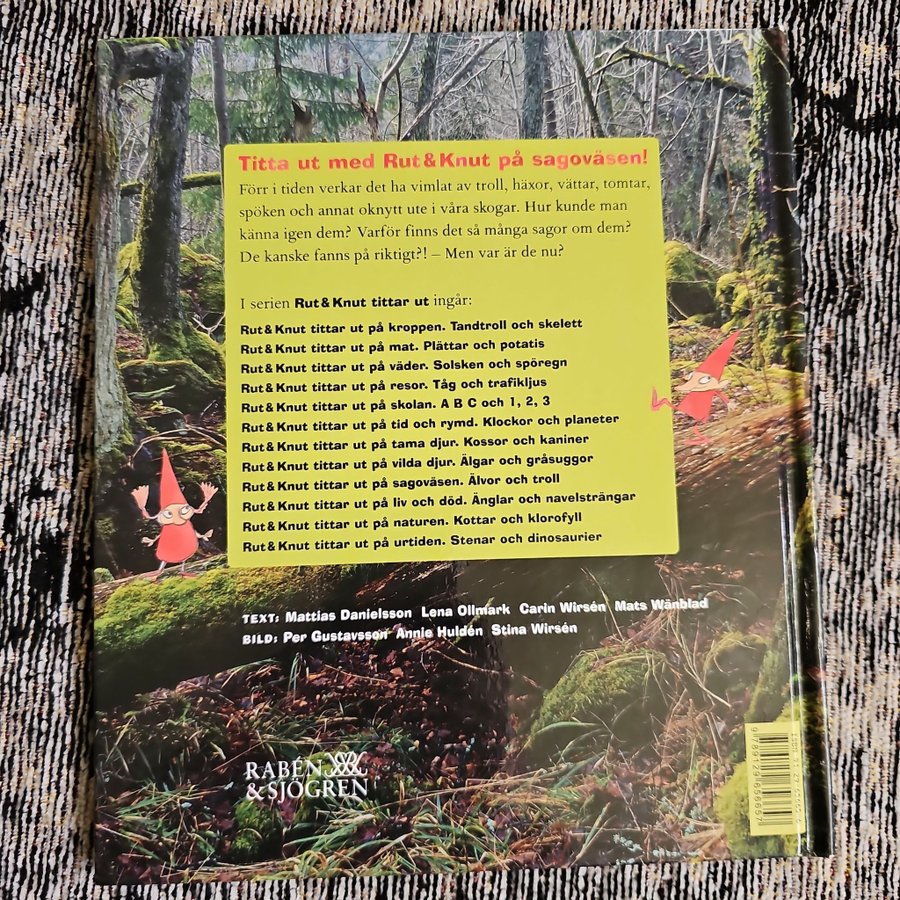 Titta ut med Rut & Knut på sagoväsen!
Förr i tiden verkar det ha vimlat av troll, häxor, vättar, tomtar,
spöken och annat oknytt ute i våra skogar. Hur kunde man
känna igen dem? Varför finns det så många sagor om dem?
De kanske fanns på riktigt?! – Men var är de nu?
I serien Rut & Knut tittar ut ingår:
Rut & Knut tittar ut på kroppen. Tandtroll och skelett
Rut & Knut tittar ut på mat. Plättar och potatis
Rut & Knut tittar ut på väder. Solsken och spöregn
Rut & Knut tittar ut på resor. Tåg och trafikljus
Rut & Knut tittar ut på skolan. A B C och 1, 2, 3
Rut & Knut tittar ut på tid och rymd. Klockor och planeter
Rut & Knut tittar ut på tama djur. Kossor och kaniner
Rut & Knut tittar ut på vilda djur. Älgar och gråsuggor
Rut & Knut tittar ut på sagoväsen. Älvor och troll
Rut & Knut tittar ut på liv och död. Änglar och navelsträngar
Rut & Knut tittar ut på naturen. Kottar och klorofyll
Rut & Knut tittar ut på urtiden. Stenar och dinosaurier
TEXT: Mattias Danielsson Lena Ollmark Carin Wirsén Mats Wänblad
BILD: Per Gustavsson Annie Huldén Stina Wirsén
RABÉN
& SJÖGREN